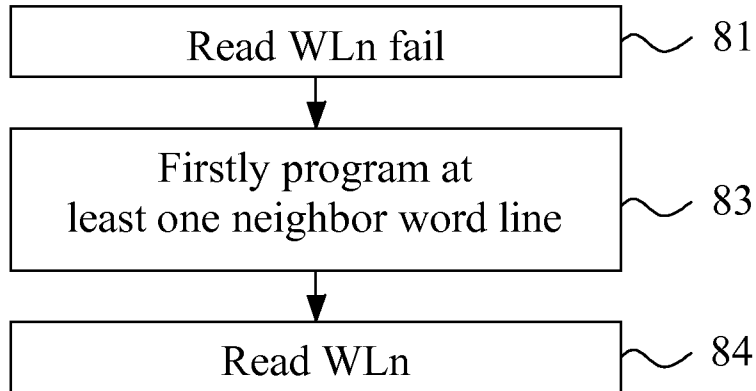 Read WLn fail
81
Firstly program at
least one neighbor word line
83
Read WLn
84